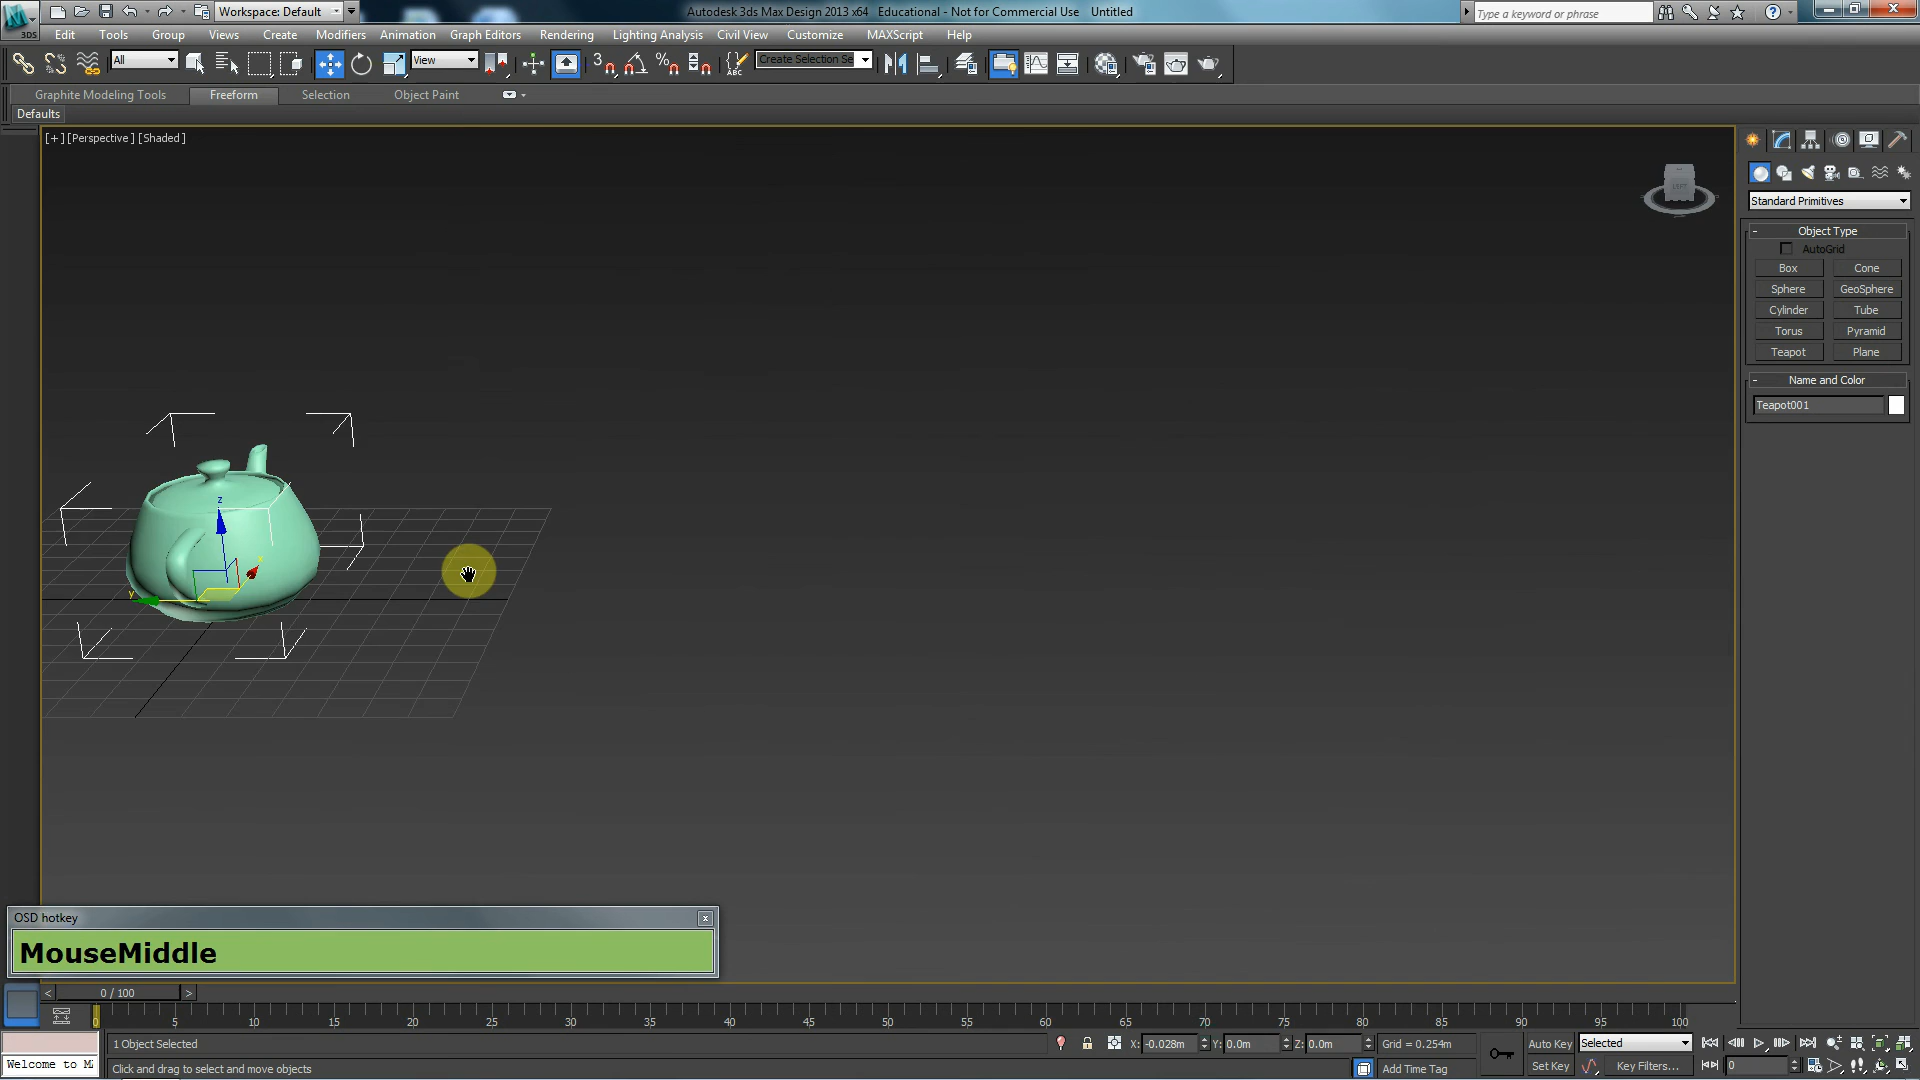 3DS
Workspace: Default
Autodesk 3ds Max Design 2013 x64 Educational - Not for Commercial Use Untitled
Type a keyword or phrase
Edit Tools Group Views Create Modifiers Animation Graph Editors Rendering Lighting Analysis Civil View Customize MAXScript Help
All
View
3
%
ABC
Create Selection Se
Graphite Modeling Tools Freeform Selection Object Paint
Defaults
[+] [Perspective] [Shaded]
LEFT
Standard Primitives
- Object Type
AutoGrid
Box Cone
Sphere GeoSphere
Cylinder Tube
Torus Pyramid
Teapot Plane
- Name and Color
Teapot001
z
x
y
OSD hotkey x
MouseMiddle
< 0 / 100 >
0 5 10 15 20 25 30 35 40 45 50 55 60 65 70 75 80 85 90 95 100
1 Object Selected
X: -0.028m Y: 0.0m Z: 0.0m Grid = 0.254m
Auto Key Selected
Welcome to M
Click and drag to select and move objects
Add Time Tag
Set Key Key Filters...
0